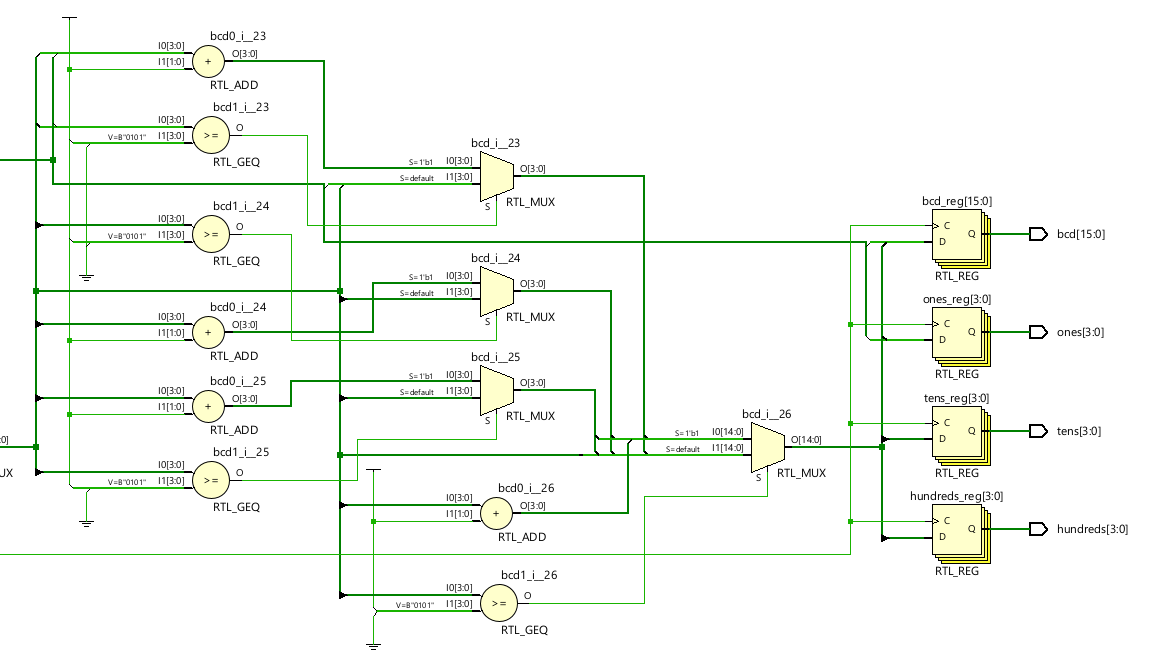 bcd0_i__23
I0[3:0]
I1[1:0]
+
O[3:0]
RTL_ADD
bcd1_i__23
I0[3:0]
V=B"0101" I1[3:0]
>=
O
RTL_GEQ
bcd1_i__24
I0[3:0]
V=B"0101" I1[3:0]
>=
O
RTL_GEQ
bcd0_i__24
I0[3:0]
I1[1:0]
+
O[3:0]
RTL_ADD
bcd0_i__25
I0[3:0]
I1[1:0]
+
O[3:0]
RTL_ADD
0]
UX
bcd1_i__25
I0[3:0]
V=B"0101" I1[3:0]
>=
O
RTL_GEQ
bcd_i__23
S=1'b1 I0[3:0]
S=default I1[3:0]
O[3:0]
S
RTL_MUX
bcd_i__24
S=1'b1 I0[3:0]
S=default I1[3:0]
O[3:0]
S
RTL_MUX
bcd_i__25
S=1'b1 I0[3:0]
S=default I1[3:0]
O[3:0]
S
RTL_MUX
bcd0_i__26
I0[3:0]
I1[1:0]
+
O[3:0]
RTL_ADD
bcd1_i__26
I0[3:0]
V=B"0101" I1[3:0]
>=
O
RTL_GEQ
bcd_i__26
S=1'b1 I0[14:0]
S=default I1[14:0]
O[14:0]
S
RTL_MUX
bcd_reg[15:0]
C
D
Q
RTL_REG
bcd[15:0]
ones_reg[3:0]
C
D
Q
RTL_REG
ones[3:0]
tens_reg[3:0]
C
D
Q
RTL_REG
tens[3:0]
hundreds_reg[3:0]
C
D
Q
RTL_REG
hundreds[3:0]